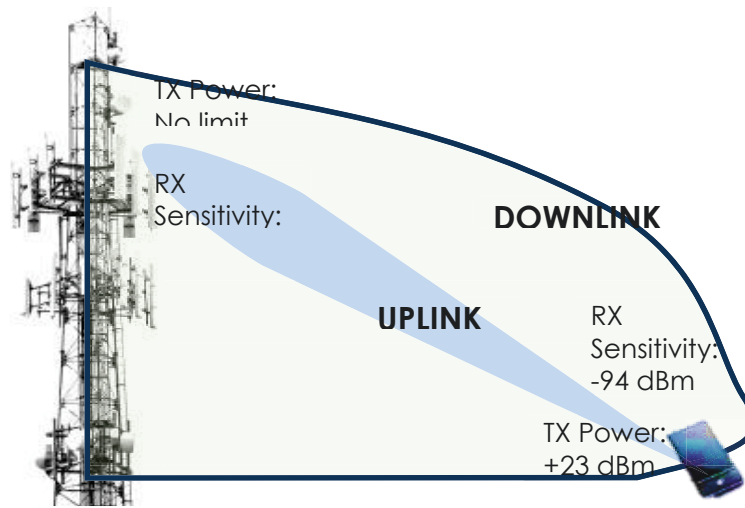 TX Power:
No limit
RX
Sensitivity:
DOWNLINK
UPLINK
RX
Sensitivity:
-94 dBm
TX Power:
+23 dBm